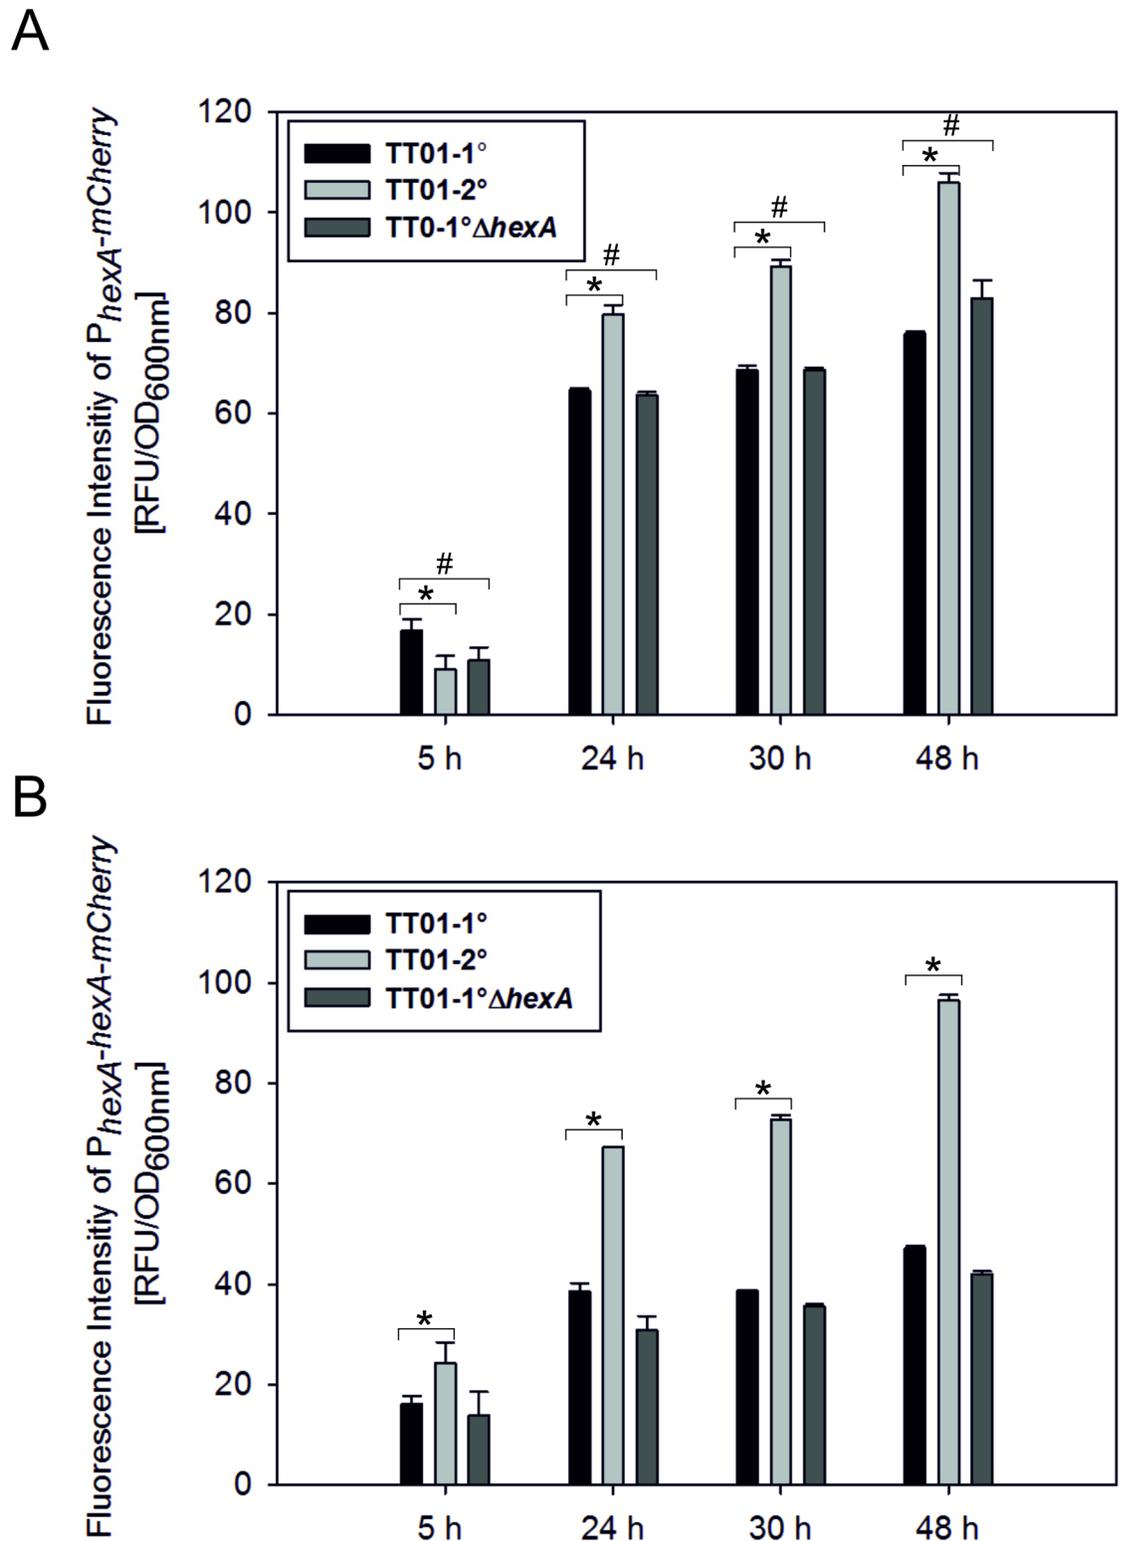 A
Fluorescence Intensitiy of PhexA-mCherry
[RFU/OD600nm]
120
100
80
60
40
20
0
TT01-1°
TT01-2°
TT0-1°ΔhexA
#
*
#
*
#
*
#
*
5 h 24 h 30 h 48 h
B
Fluorescence Intensitiy of PhexA-hexA-mCherry
[RFU/OD600nm]
120
100
80
60
40
20
0
TT01-1°
TT01-2°
TT01-1°ΔhexA
*
*
*
*
5 h 24 h 30 h 48 h